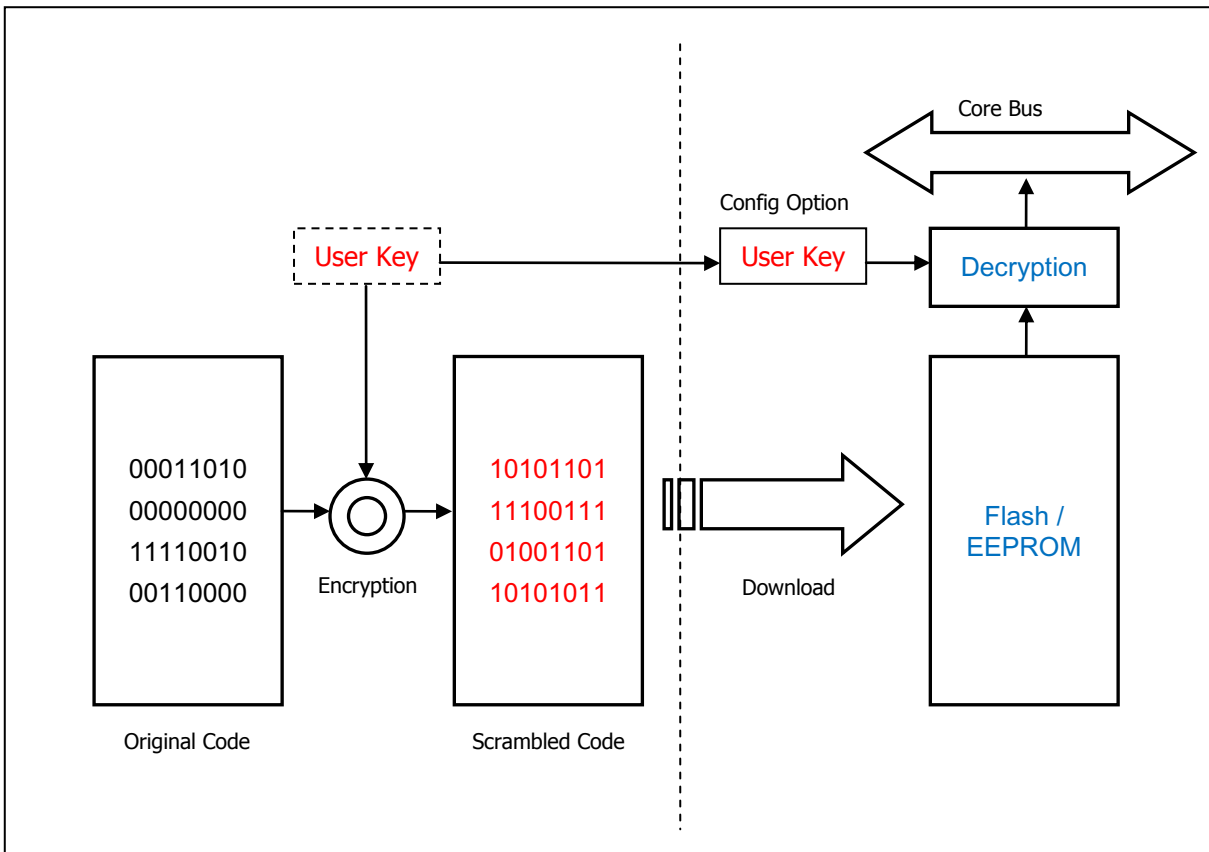 Core Bus
Config Option
User Key
User Key
Decryption
00011010
00000000
11110010
00110000
Encryption
10101101
11100111
01001101
10101011
Download
Flash /
EEPROM
Original Code
Scrambled Code